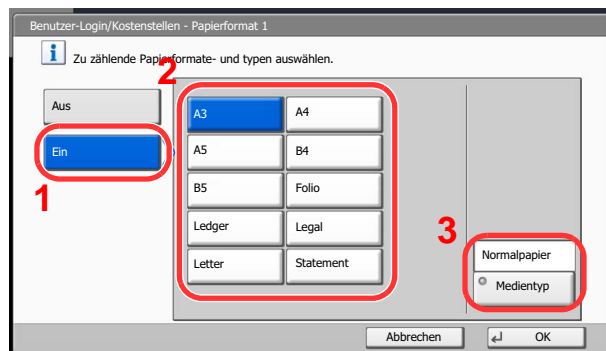 Benutzer-Login/Kostenstellen - Papierformat 1
i Zu zählende Papierformate- und typen auswählen.
2
Aus
Ein
1
A3 A4
A5 B4
B5 Folio
Ledger Legal
Letter Statement
3
Normalpapier
Medientyp
Abbrechen OK